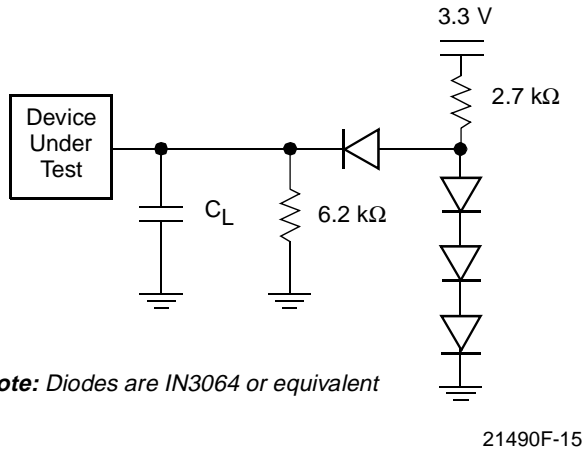 3.3 V
2.7 kΩ
Device
Under
Test
C_L
6.2 kΩ
ote: Diodes are IN3064 or equivalent
21490F-15